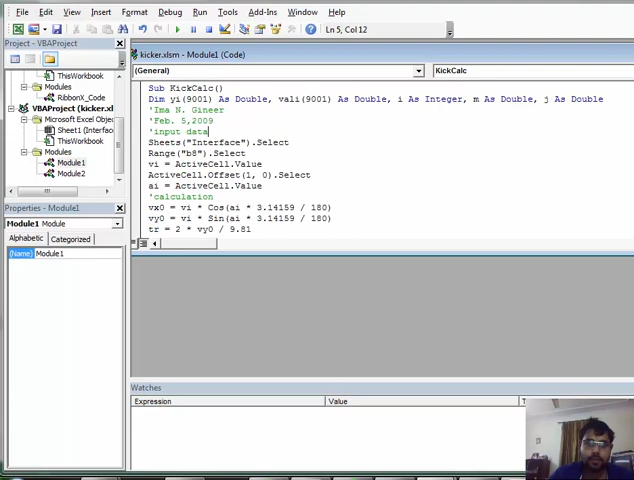 File Edit View Insert Format Debug Run Tools Add-Ins Window Help
Ln 5, Col 12
Project - VBAProject
ThisWorkbook
Modules
RibbonX_Code
VBAProject (kicker.xl
Microsoft Excel Objec
Sheet1 (Interfac
ThisWorkbook
Modules
Module1
Module2
Properties - Module1
Module1 Module
Alphabetic Categorized
(Name) Module1
kicker.xlsm - Module1 (Code)
(General) KickCalc
Sub KickCalc()
Dim yi(9001) As Double, vali(9001) As Double, i As Integer, m As Double, j As Double
'Ima N. Gineer
'Feb. 5,2009
'input data
Sheets("Interface").Select
Range("b8").Select
vi = ActiveCell.Value
ActiveCell.Offset(1, 0).Select
ai = ActiveCell.Value
'calculation
vx0 = vi * Cos(ai * 3.14159 / 180)
vy0 = vi * Sin(ai * 3.14159 / 180)
tr = 2 * vy0 / 9.81
Watches
Expression Value T